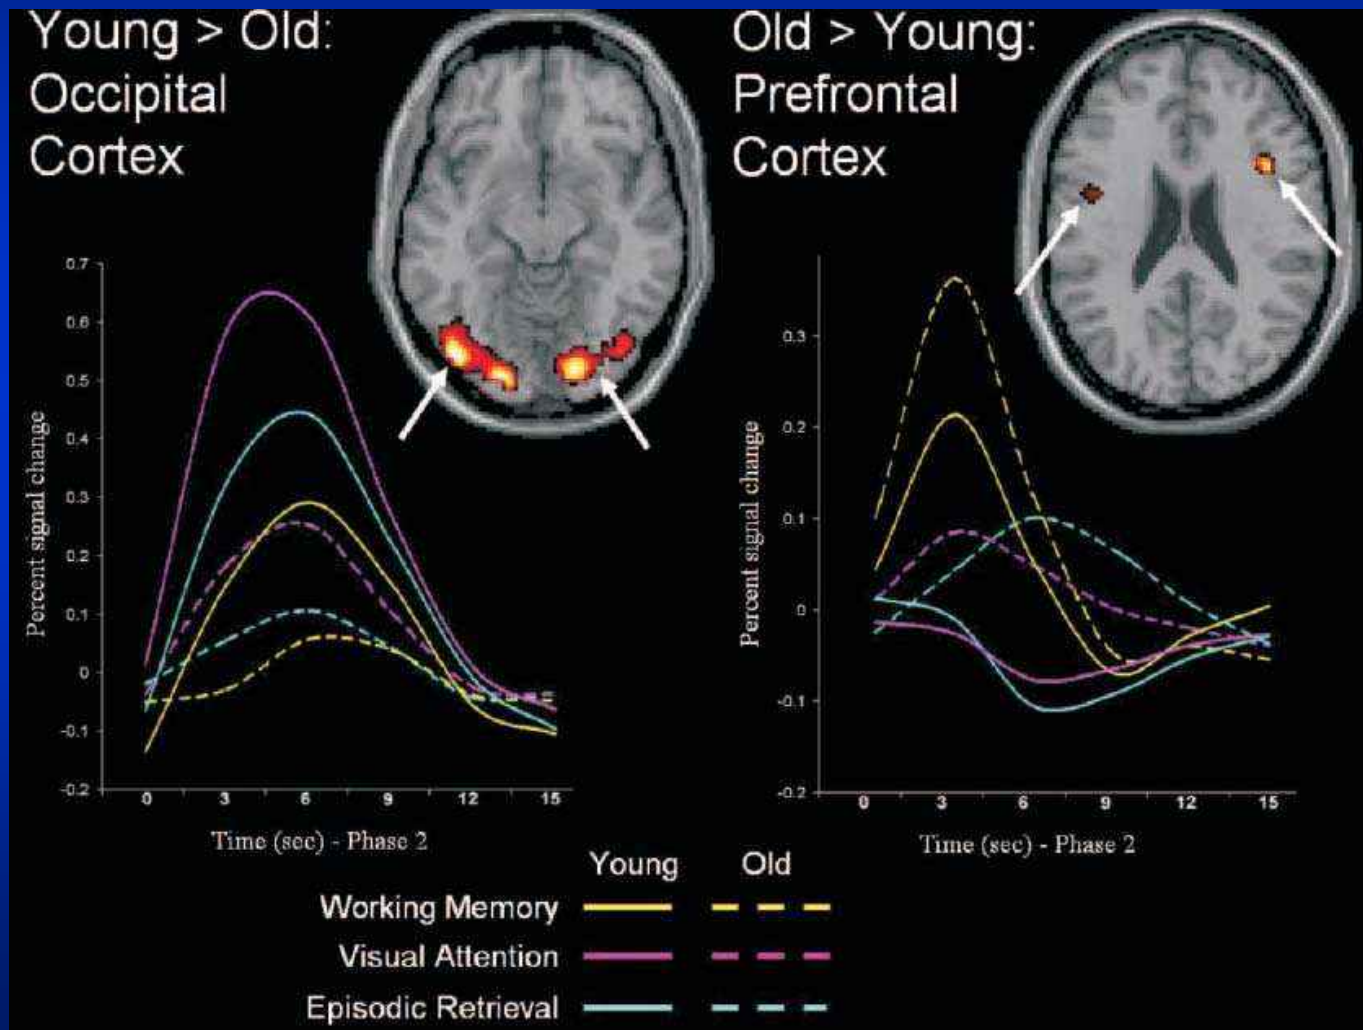 Young > Old:
Occipital
Cortex
Old > Young:
Prefrontal
Cortex
Percent signal change
0.7
0.6
0.5
0.4
0.3
0.2
0.1
0
-0.1
-0.2
0 3 6 9 12 15
Time (sec) - Phase 2
Percent signal change
0.3
0.2
0.1
0
-0.1
-0.2
0 3 6 9 12 15
Time (sec) - Phase 2
Young Old
Working Memory
Visual Attention
Episodic Retrieval